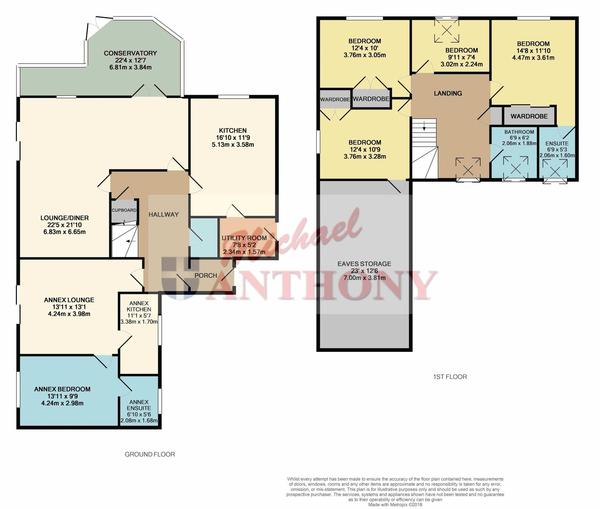 CONSERVATORY
22'4 x 12'7
6.81m x 3.84m
KITCHEN
16'10 x 11'9
5.13m x 3.58m
LOUNGE/DINER
22'5 x 21'10
6.83m x 6.65m
CUPBOARD
HALLWAY
UTILITY ROOM
7'8 x 5'2
2.34m x 1.57m
PORCH
ANNEX LOUNGE
13'11 x 13'1
4.24m x 3.98m
ANNEX
KITCHEN
11'1 x 5'7
3.38m x 1.70m
ANNEX BEDROOM
13'11 x 9'9
4.24m x 2.98m
ANNEX
ENSUITE
6'10 x 5'6
2.08m x 1.68m
GROUND FLOOR
BEDROOM
12'4 x 10'
3.76m x 3.05m
BEDROOM
9'11 x 7'4
3.02m x 2.24m
BEDROOM
14'8 x 11'10
4.47m x 3.61m
WARDROBE
WARDROBE
LANDING
WARDROBE
BEDROOM
12'4 x 10'9
3.76m x 3.28m
BATHROOM
6'9 x 6'2
2.06m x 1.88m
ENSUITE
6'9 x 5'3
2.06m x 1.60m
EAVES STORAGE
23' x 12'6
7.00m x 3.81m
1ST FLOOR
Michael
ANTHONY
Whilst every attempt has been made to ensure the accuracy of the floor plan contained here, measurements
of doors, windows, rooms and any other items are approximate and no responsibility is taken for any error,
omission, or mis-statement. This plan is for illustrative purposes only and should be used as such by any
prospective purchaser. The services, systems and appliances shown have not been tested and no guarantee
as to their operability or efficiency can be given
Made with Metropix ©2018